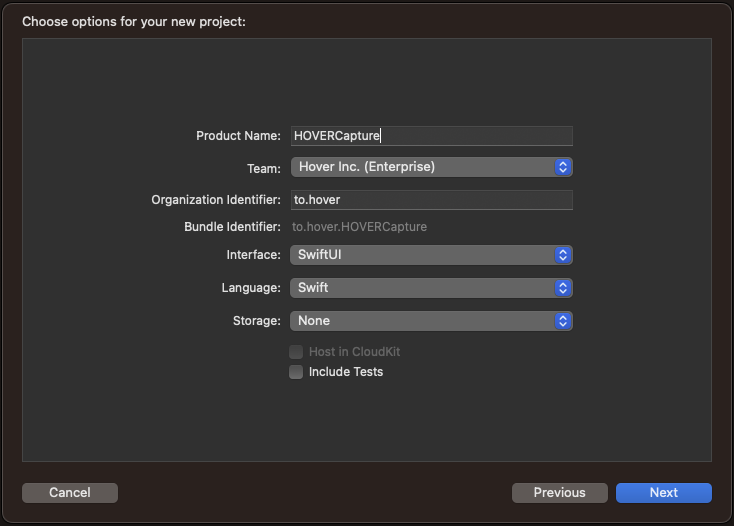 Choose options for your new project:
Product Name: HOVERCapture
Team: Hover Inc. (Enterprise)
Organization Identifier: to.hover
Bundle Identifier: to.hover.HOVERCapture
Interface: SwiftUI
Language: Swift
Storage: None
Host in CloudKit
Include Tests
Cancel Previous Next